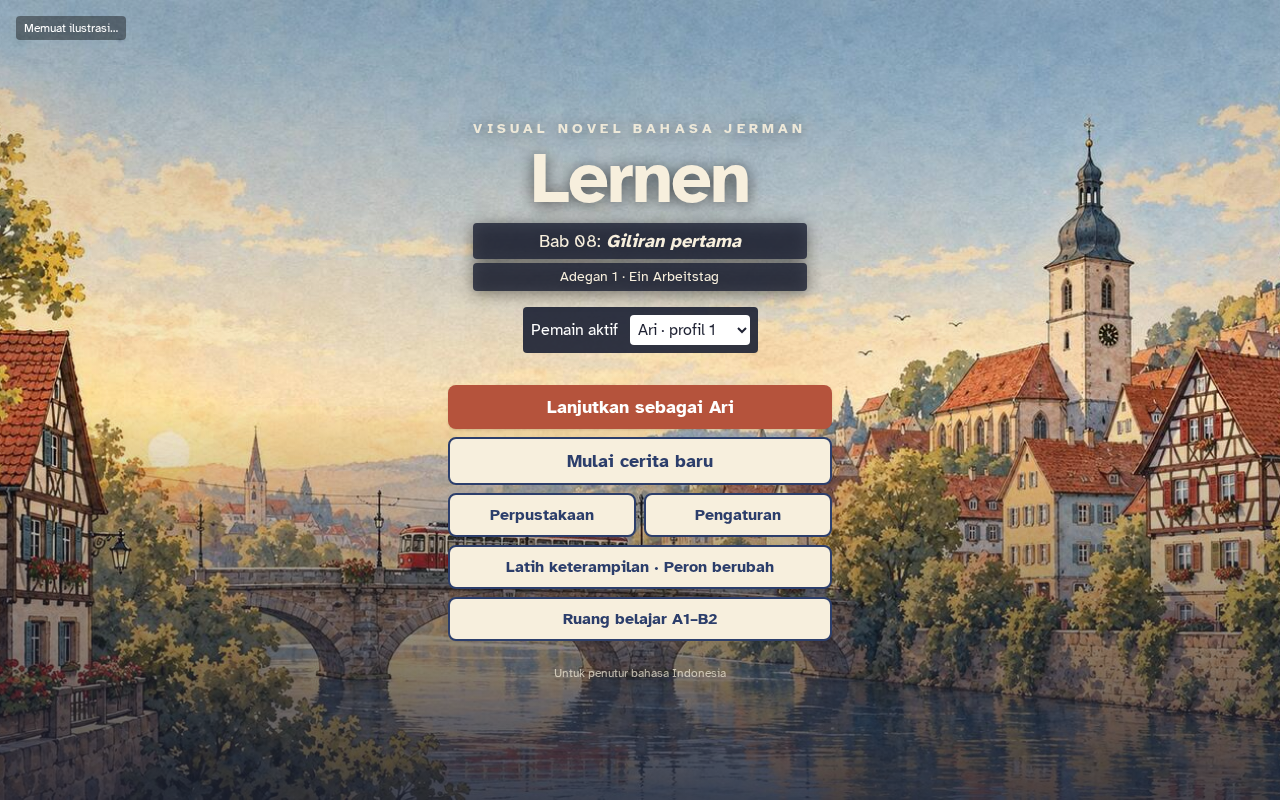 Memuat ilustrasi...
VISUAL NOVEL BAHASA JERMAN
Lernen
Bab 08: Giliran pertama
Adegan 1 · Ein Arbeitstag
Pemain aktif Ari · profil 1
Lanjutkan sebagai Ari
Mulai cerita baru
Perpustakaan Pengaturan
Latih keterampilan · Peron berubah
Ruang belajar A1–B2
Untuk penutur bahasa Indonesia